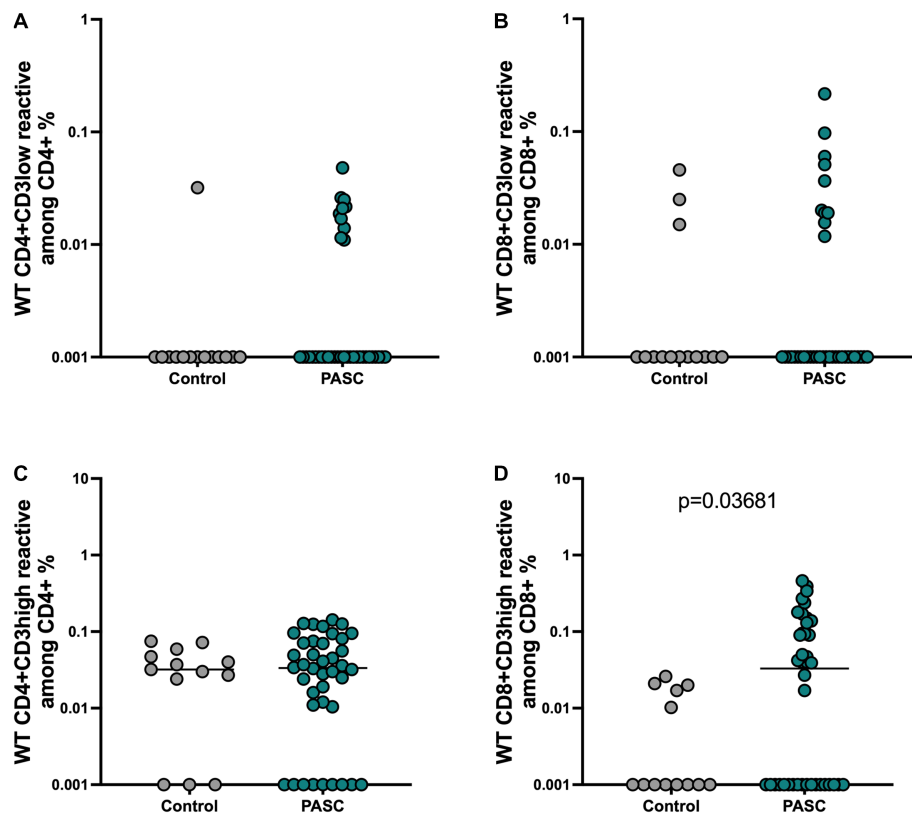 A
WT CD4+CD3low reactive
among CD4+ %
1
0.1
0.01
0.001
Control
PASC
B
WT CD8+CD3low reactive
among CD8+ %
1
0.1
0.01
0.001
Control
PASC
C
WT CD4+CD3high reactive
among CD4+ %
10
1
0.1
0.01
0.001
Control
PASC
D
WT CD8+CD3high reactive
among CD8+ %
10
1
0.1
0.01
0.001
p=0.03681
Control
PASC